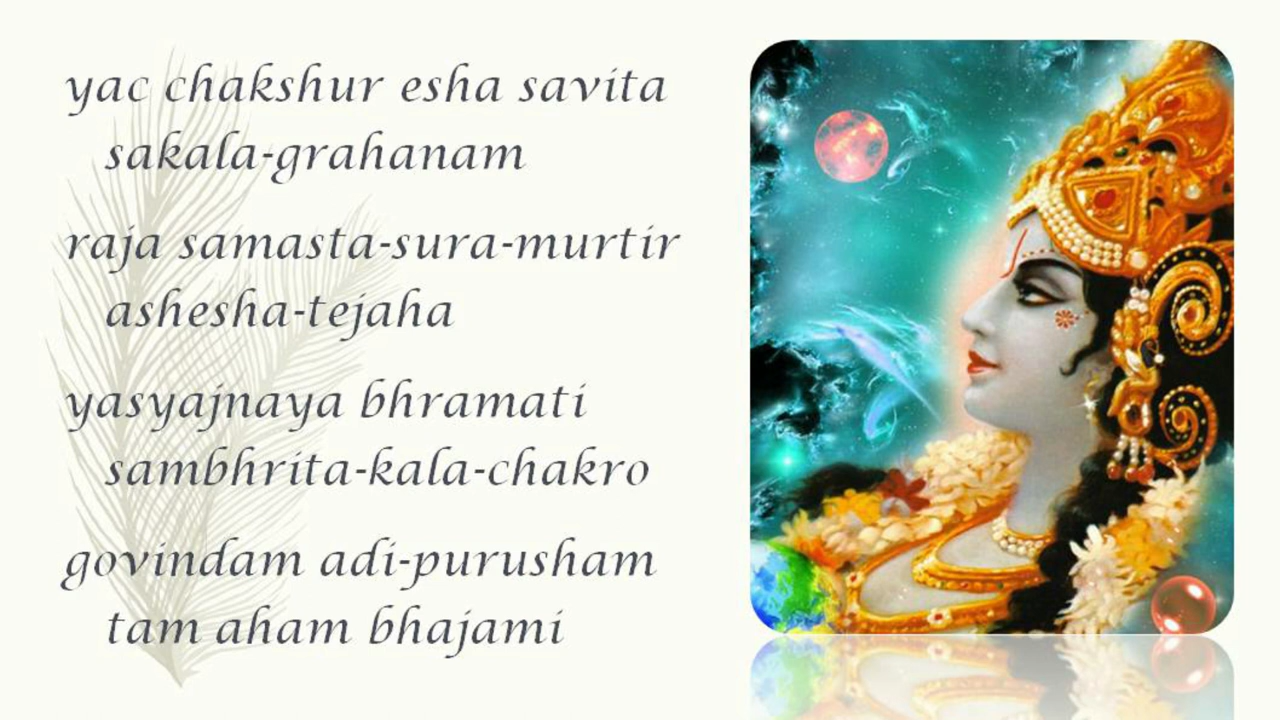 yac chakshur esha savita
sakala-grahanam
raja samasta-sura-murtir
ashesha-tejaha
yasyajnaya bhramati
sambhrita-kala-chakro
govindam adi-purusham
tam aham bhajami